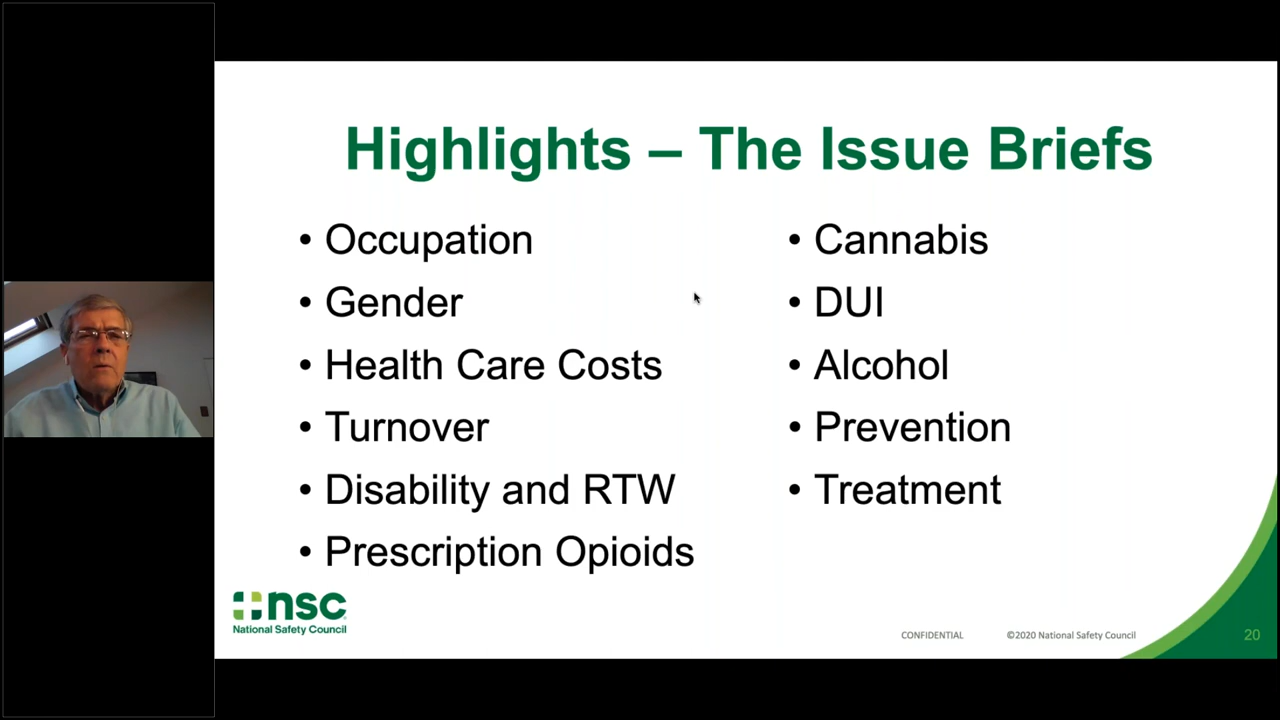 Highlights – The Issue Briefs
• Occupation
• Gender
• Health Care Costs
• Turnover
• Disability and RTW
• Prescription Opioids
• Cannabis
• DUI
• Alcohol
• Prevention
• Treatment
nsc
National Safety Council
CONFIDENTIAL
©2020 National Safety Council
20